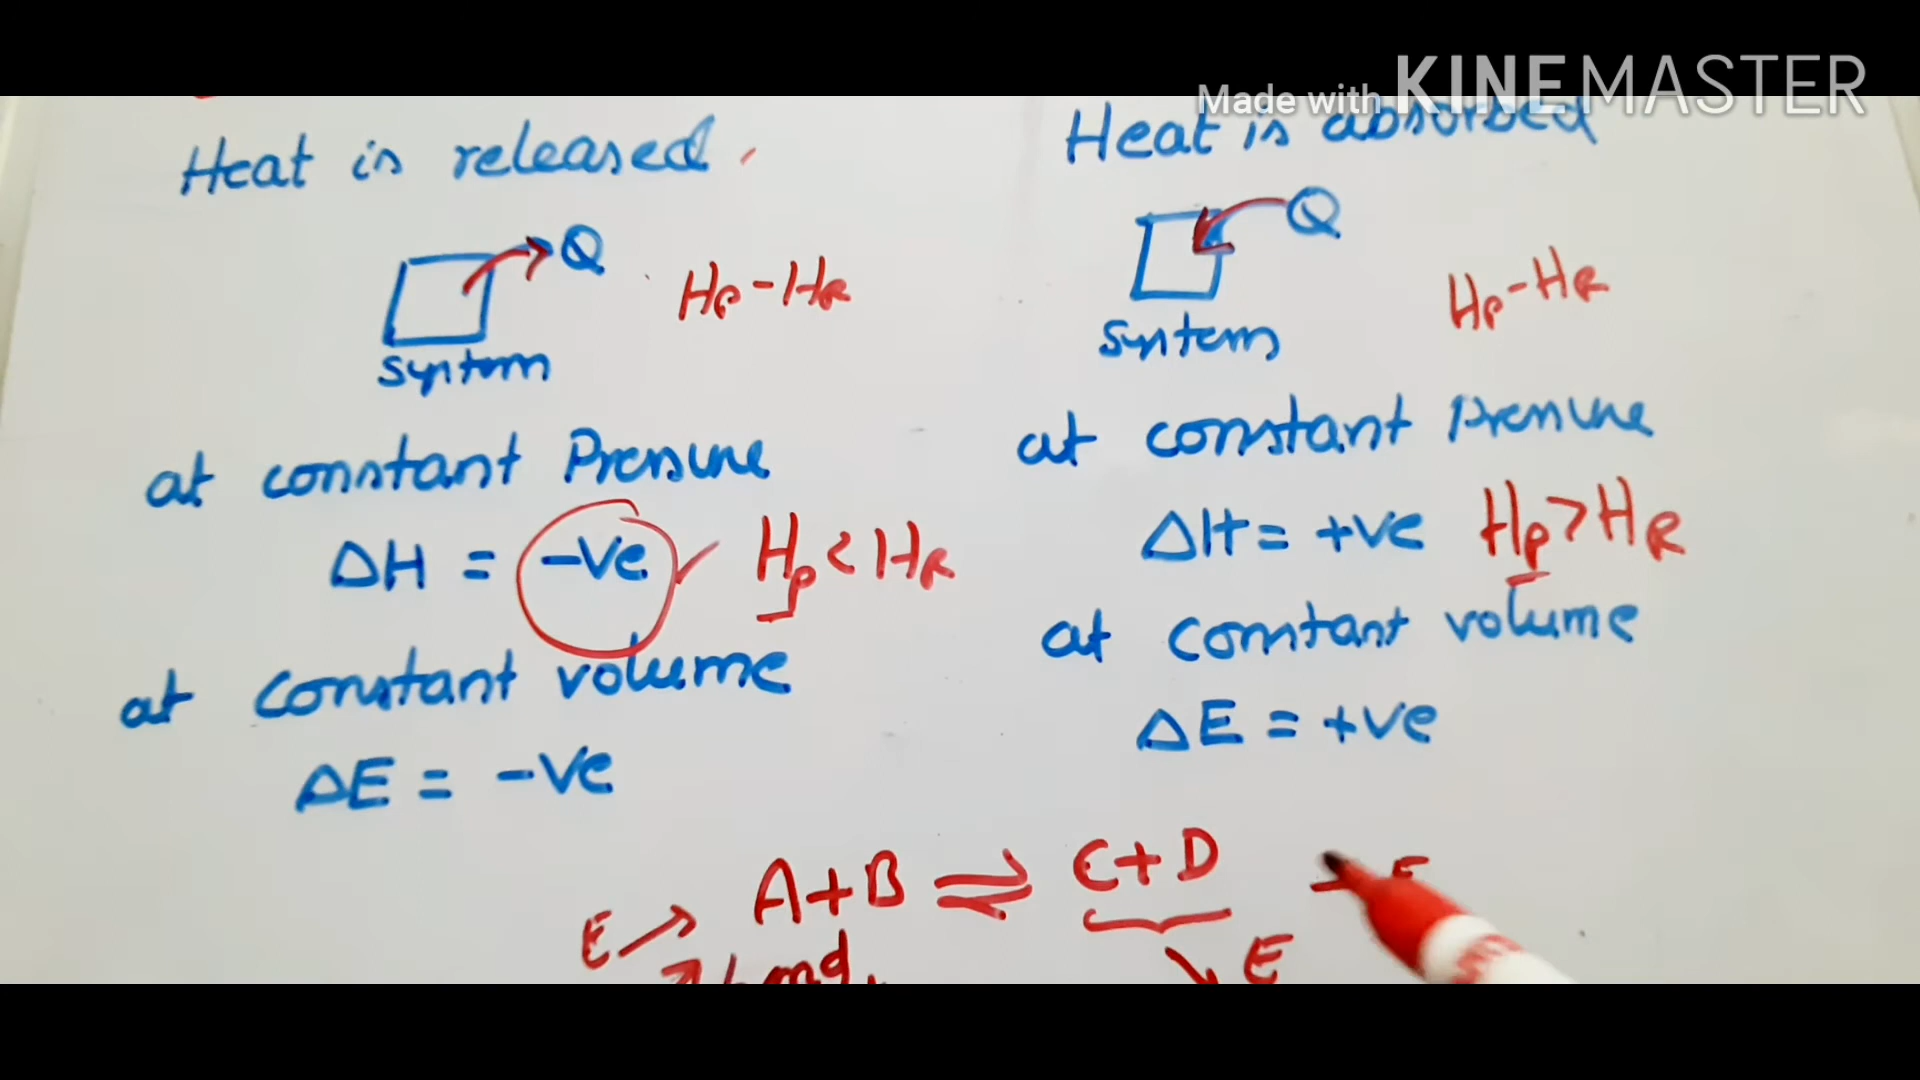 Made with KINEMASTER
Heat is released
Q
system
HP - HR
at constant Pressure
ΔH = -ve
HP < HR
at constant volume
ΔE = -ve
Heat is absorbed
Q
system
HP - HR
at constant Pressure
ΔH = +ve HP > HR
at constant volume
ΔE = +ve
A + B ⇌ C + D
E →
E